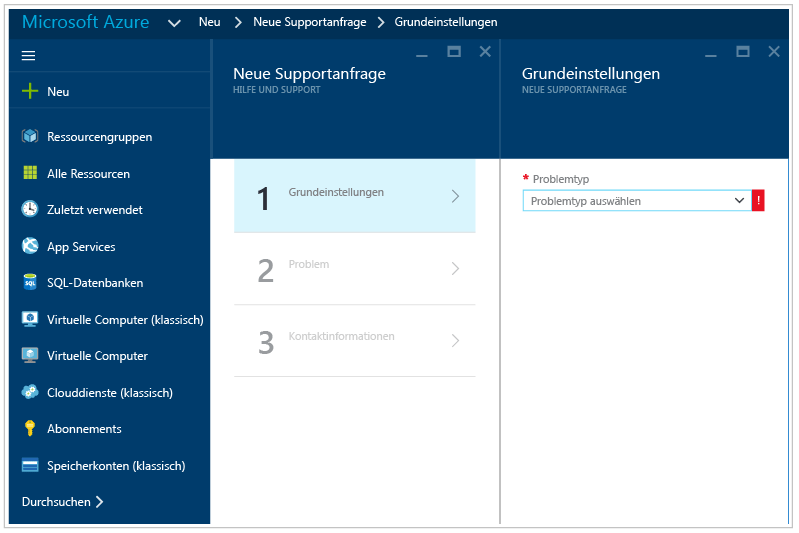 Microsoft Azure Neu Neue Supportanfrage Grundeinstellungen
Neu
Ressourcengruppen
Alle Ressourcen
Zuletzt verwendet
App Services
SQL-Datenbanken
Virtuelle Computer (klassisch)
Virtuelle Computer
Clouddienste (klassisch)
Abonnements
Speicherkonten (klassisch)
Durchsuchen
Neue Supportanfrage
HILFE UND SUPPORT
1 Grundeinstellungen
2 Problem
3 Kontaktinformationen
Grundeinstellungen
NEUE SUPPORTANFRAGE
* Problemtyp
Problemtyp auswählen !